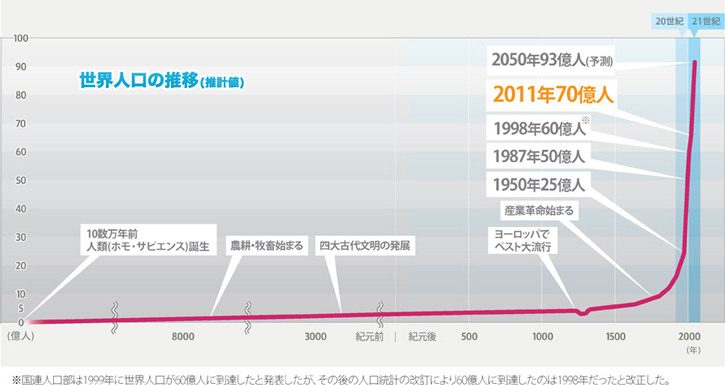 20世紀 21世紀
世界人口の推移(推計値)
100
90
80
70
60
50
40
30
20
10
5
0
(億人)
2050年93億人(予測)
2011年70億人
1998年60億人※
1987年50億人
1950年25億人
産業革命始まる
ヨーロッパで
ペスト大流行
10数万年前
人類(ホモ・サピエンス)誕生
農耕・牧畜始まる
四大古代文明の発展
8000 3000 紀元前 紀元後 500 1000 1500 2000
(年)
※国連人口部は1999年に世界人口が60億人に到達したと発表したが、その後の人口統計の改訂により60億人に到達したのは1998年だったと改正した。